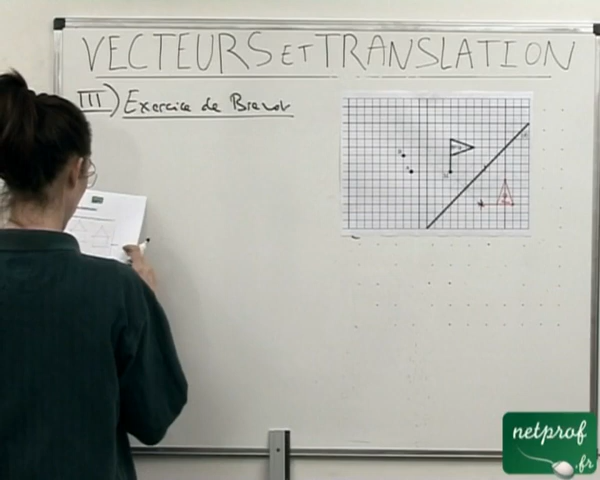 VECTEURS ET TRANSLATION
III) Exercice de Brevet
netprof
.fr